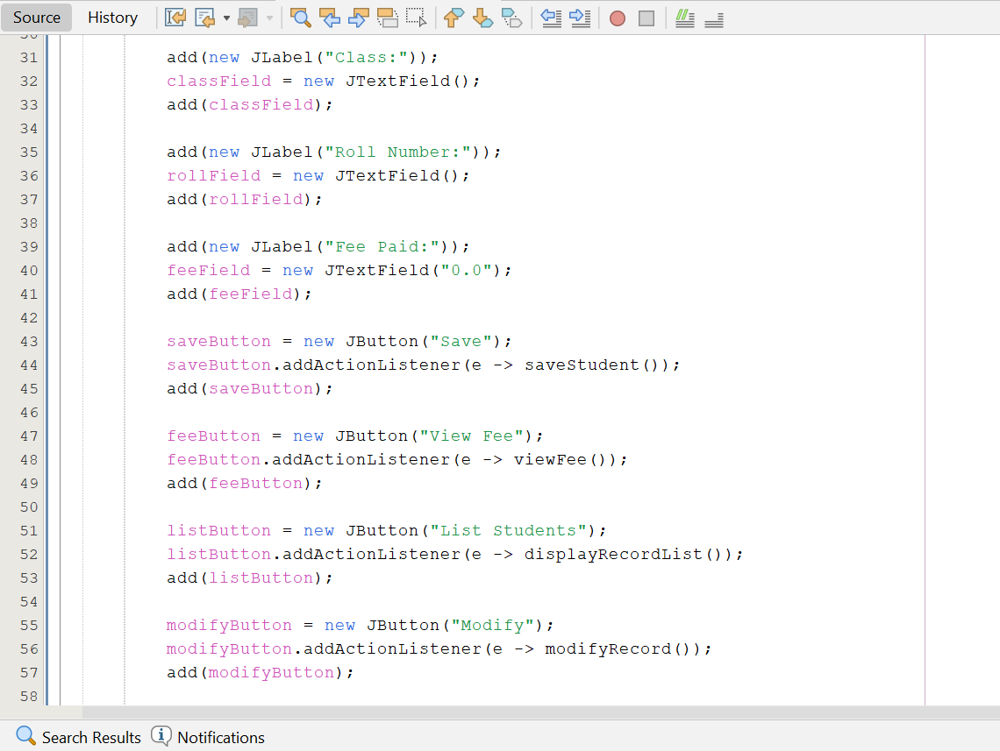 Source History
30
31 add(new JLabel("Class:"));
32 classField = new JTextField();
33 add(classField);
34
35 add(new JLabel("Roll Number:"));
36 rollField = new JTextField();
37 add(rollField);
38
39 add(new JLabel("Fee Paid:"));
40 feeField = new JTextField("0.0");
41 add(feeField);
42
43 saveButton = new JButton("Save");
44 saveButton.addActionListener(e -> saveStudent());
45 add(saveButton);
46
47 feeButton = new JButton("View Fee");
48 feeButton.addActionListener(e -> viewFee());
49 add(feeButton);
50
51 listButton = new JButton("List Students");
52 listButton.addActionListener(e -> displayRecordList());
53 add(listButton);
54
55 modifyButton = new JButton("Modify");
56 modifyButton.addActionListener(e -> modifyRecord());
57 add(modifyButton);
58
Search Results Notifications